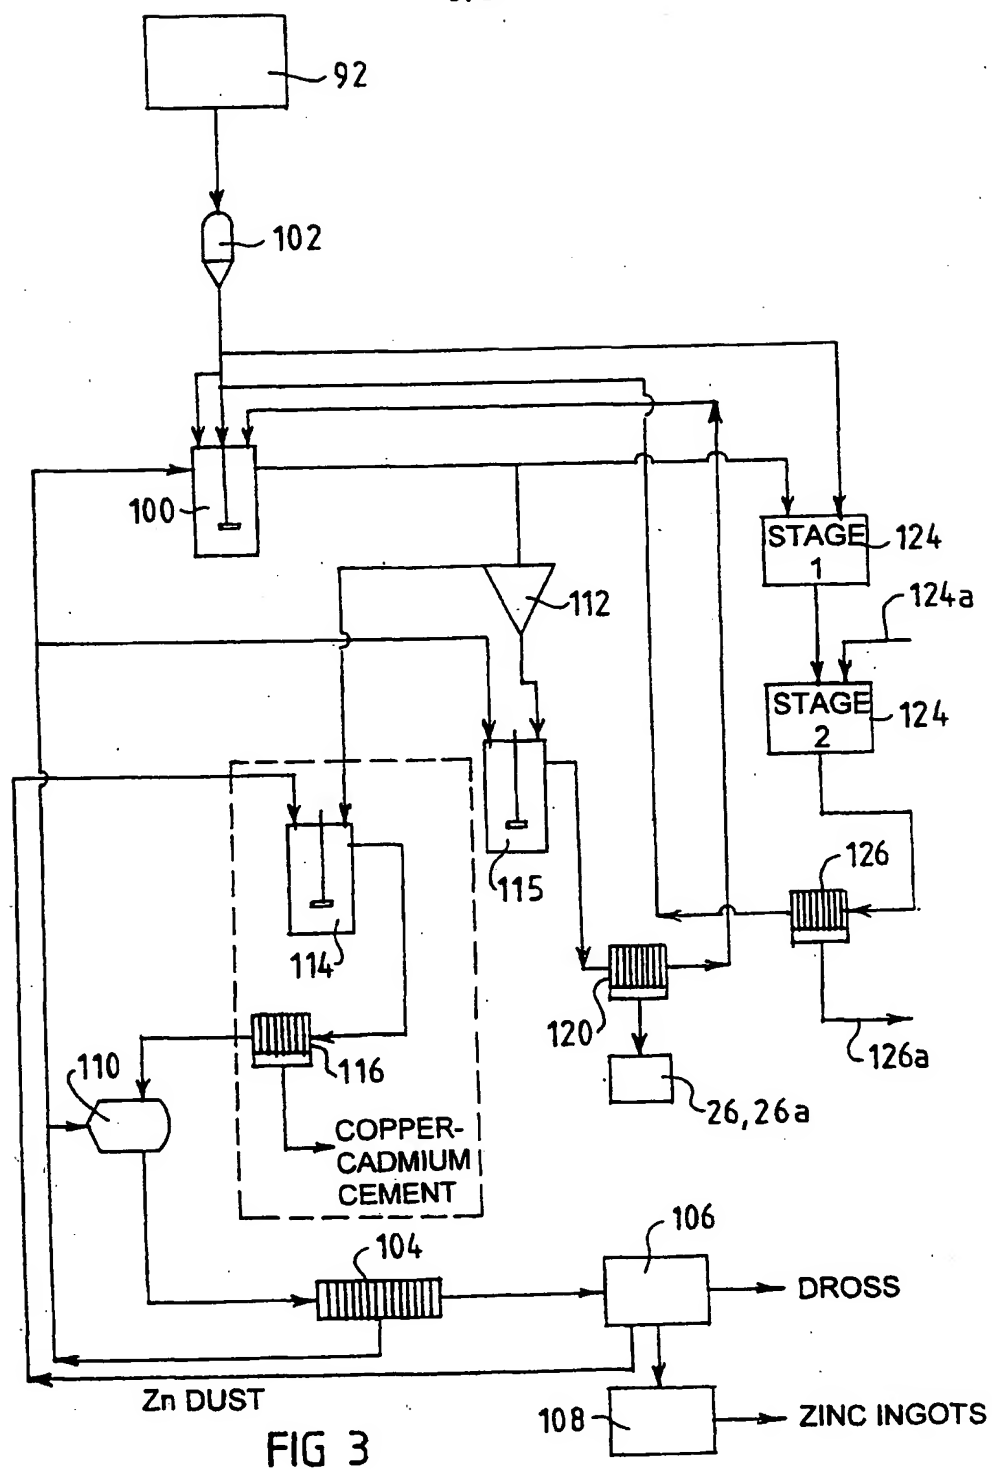 92
102
100
STAGE
1
124
112
124a
STAGE
2
124
115
126
114
120
126a
116
110
26, 26a
COPPER-
CADMIUM
CEMENT
104
106
DROSS
Zn DUST
108
ZINC INGOTS
FIG 3